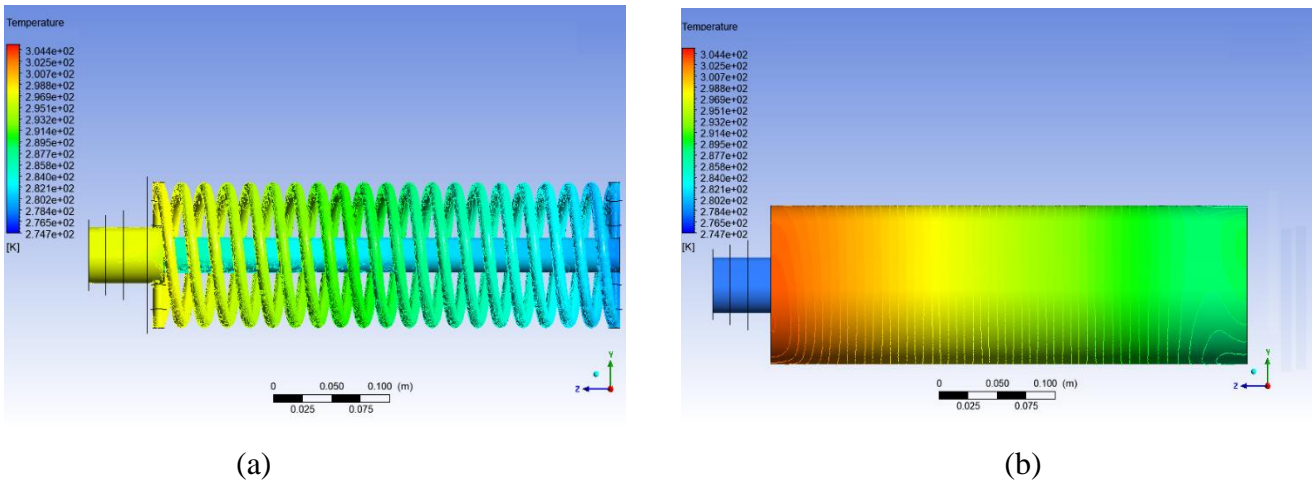 Temperature
3.044e+02
3.025e+02
3.007e+02
2.988e+02
2.969e+02
2.951e+02
2.932e+02
2.914e+02
2.895e+02
2.877e+02
2.858e+02
2.840e+02
2.821e+02
2.802e+02
2.784e+02
2.765e+02
2.747e+02
[K]
0 0.050 0.100 (m)
0.025 0.075
Y
Z
(a)
Temperature
3.044e+02
3.025e+02
3.007e+02
2.988e+02
2.969e+02
2.951e+02
2.932e+02
2.914e+02
2.895e+02
2.877e+02
2.858e+02
2.840e+02
2.821e+02
2.802e+02
2.784e+02
2.765e+02
2.747e+02
[K]
0 0.050 0.100 (m)
0.025 0.075
Y
Z
(b)